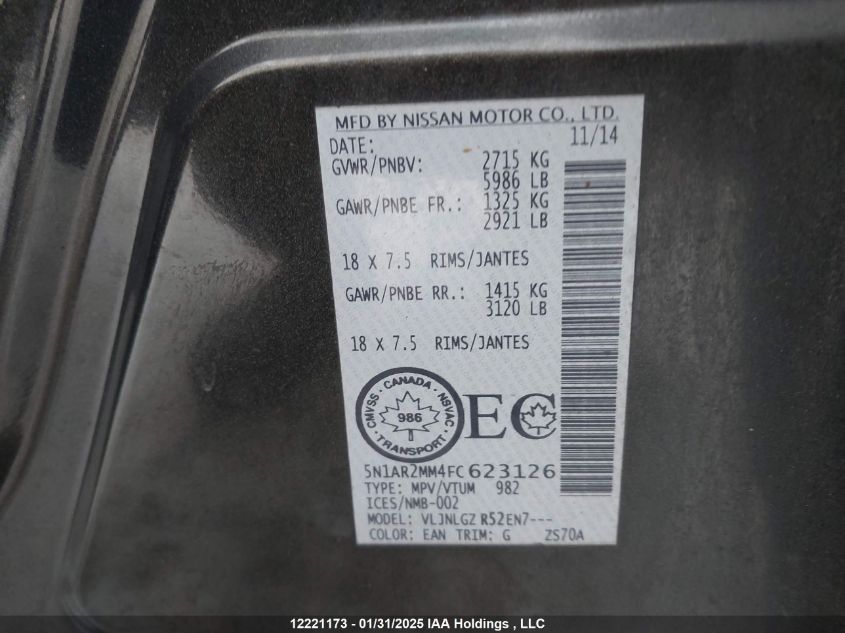 MFD BY NISSAN MOTOR CO., LTD.
DATE: 11/14
GVWR/PNBV: 2715 KG
5986 LB
GAWR/PNBE FR.: 1325 KG
2921 LB
18 X 7.5 RIMS/JANTES
GAWR/PNBE RR.: 1415 KG
3120 LB
18 X 7.5 RIMS/JANTES
CMVSS · CANADA · NSVAC · TRANSPORT ·
986
EC
5N1AR2MM4FC623126
TYPE: MPV/VTUM 982
ICES/NMB-002
MODEL: VLJNLGZ R52EN7---
COLOR: EAN TRIM: G ZS70A
12221173 - 01/31/2025 IAA Holdings , LLC